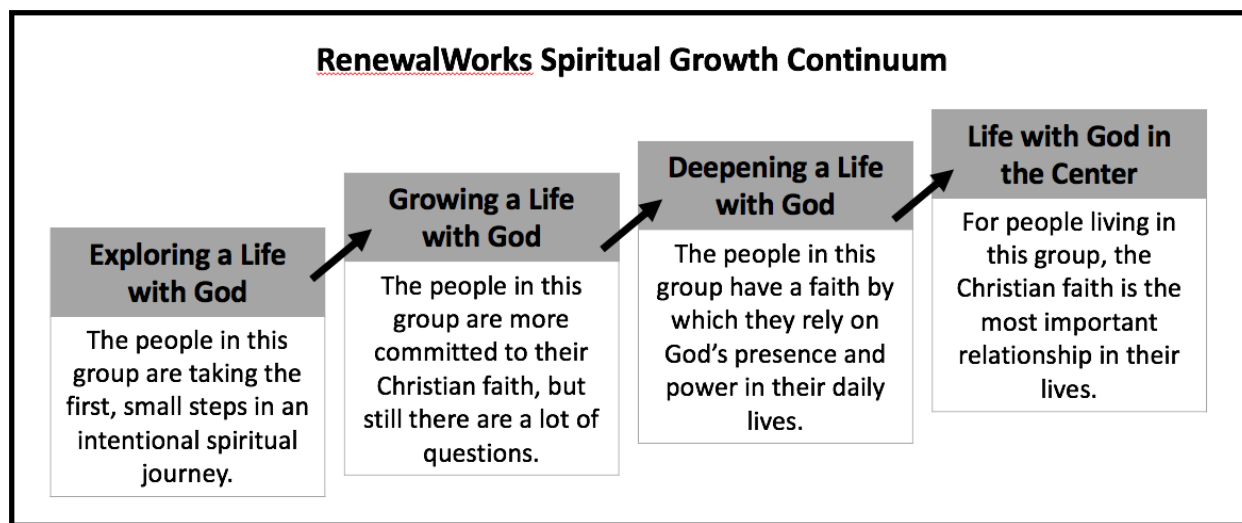 RenewalWorks Spiritual Growth Continuum
Exploring a Life
with God
The people in this
group are taking the
first, small steps in an
intentional spiritual
journey.
Growing a Life
with God
The people in this
group are more
committed to their
Christian faith, but
still there are a lot of
questions.
Deepening a Life
with God
The people in this
group have a faith by
which they rely on
God’s presence and
power in their daily
lives.
Life with God in
the Center
For people living in
this group, the
Christian faith is the
most important
relationship in their
lives.